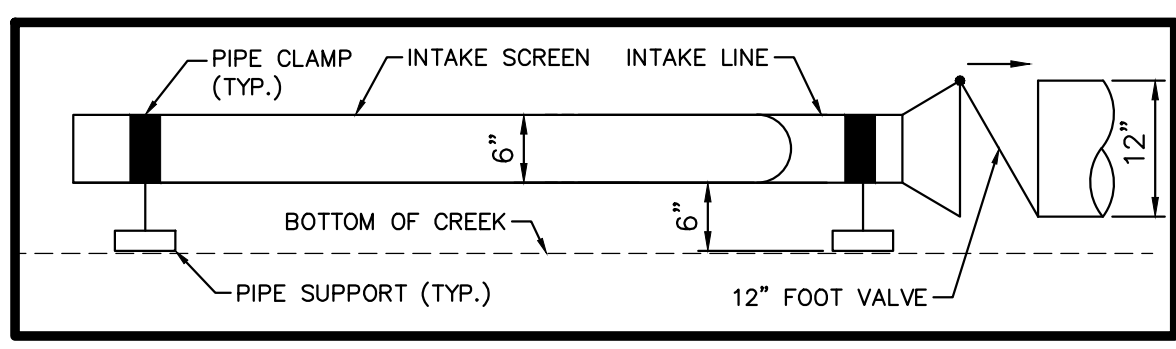 PIPE CLAMP
(TYP.)
INTAKE SCREEN
INTAKE LINE
6"
12"
6"
BOTTOM OF CREEK
PIPE SUPPORT (TYP.)
12" FOOT VALVE